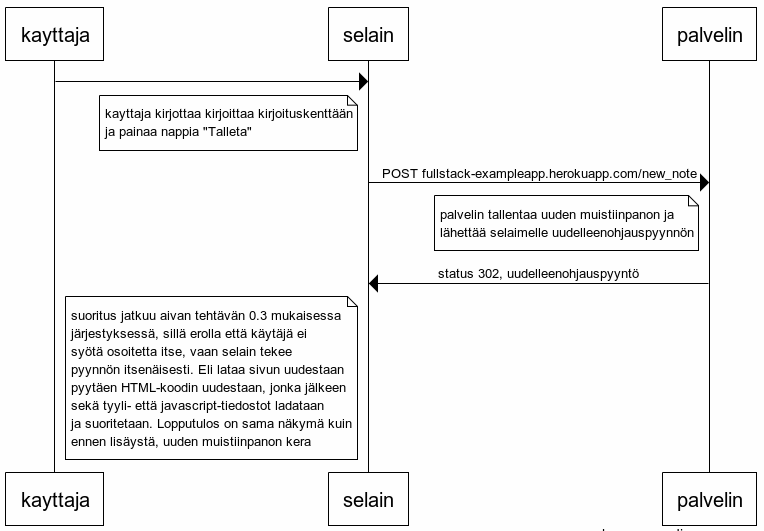 kayttaja
selain
palvelin
kayttaja kirjottaa kirjoittaa kirjoituskenttään
ja painaa nappia "Talleta"
POST fullstack-exampleapp.herokuapp.com/new_note
palvelin tallentaa uuden muistiinpanon ja
lähettää selaimelle uudelleenohjauspyynnön
status 302, uudelleenohjauspyyntö
suoritus jatkuu aivan tehtävän 0.3 mukaisessa
järjestyksessä, sillä erolla että käytäjä ei
syötä osoitetta itse, vaan selain tekee
pyynnön itsenäisesti. Eli lataa sivun uudestaan
pyytäen HTML-koodin uudestaan, jonka jälkeen
sekä tyyli- että javascript-tiedostot ladataan
ja suoritetaan. Lopputulos on sama näkymä kuin
ennen lisäystä, uuden muistiinpanon kera
kayttaja
selain
palvelin